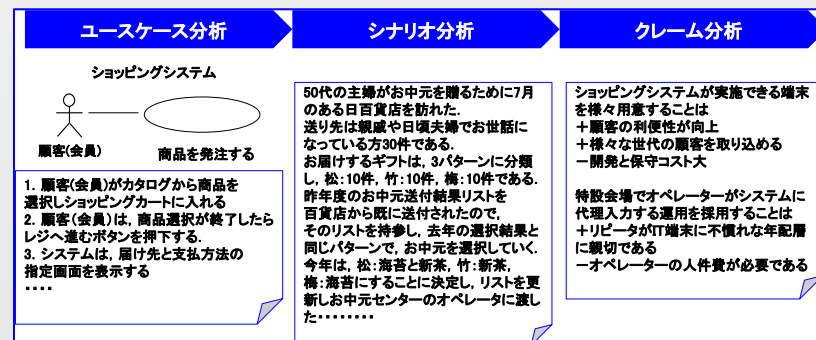 ユースケース分析
シナリオ分析
クレーム分析
ショッピングシステム
顧客(会員)
商品を発注する
1. 顧客(会員)がカタログから商品を
選択しショッピングカートに入れる
2. 顧客(会員)は, 商品選択が終了したら
レジへ進むボタンを押下する.
3. システムは, 届け先と支払方法の
指定画面を表示する
・・・・
50代の主婦がお中元を贈るために7月
のある日百貨店を訪れた.
送り先は親戚や日頃夫婦でお世話に
なっている方30件である.
お届けするギフトは, 3パターンに分類
し, 松:10件, 竹:10件, 梅:10件である.
昨年度のお中元送付結果リストを
百貨店から既に送付されたので,
そのリストを持参し, 去年の選択結果と
同じパターンで, お中元を選択していく.
今年は, 松:海苔と新茶, 竹:新茶,
梅:海苔にすることに決定し, リストを更
新しお中元センターのオペレータに渡し
た・・・・・・・・
ショッピングシステムが実施できる端末
を様々用意することは
+顧客の利便性が向上
+様々な世代の顧客を取り込める
-開発と保守コスト大
特設会場でオペレーターがシステムに
代理入力する運用を採用することは
+リピータがIT端末に不慣れな年配層
に親切である
-オペレーターの人件費が必要である